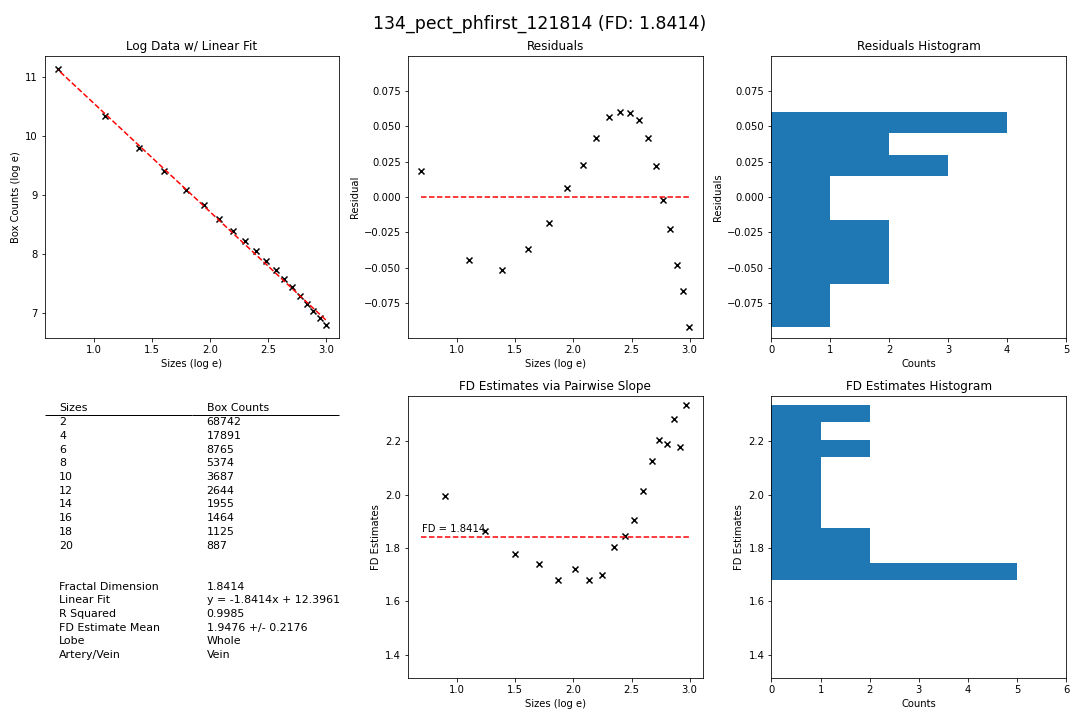 134_pect_phfirst_121814 (FD: 1.8414)
Log Data w/ Linear Fit
Box Counts (log e)
11
10
9
8
7
1.0 1.5 2.0 2.5 3.0
Sizes (log e)
Residuals
Residual
0.075
0.050
0.025
0.000
−0.025
−0.050
−0.075
1.0 1.5 2.0 2.5 3.0
Sizes (log e)
Residuals Histogram
Residuals
0.075
0.050
0.025
0.000
−0.025
−0.050
−0.075
0 1 2 3 4 5
Counts
Sizes Box Counts
2 68742
4 17891
6 8765
8 5374
10 3687
12 2644
14 1955
16 1464
18 1125
20 887
Fractal Dimension 1.8414
Linear Fit y = -1.8414x + 12.3961
R Squared 0.9985
FD Estimate Mean 1.9476 +/- 0.2176
Lobe Whole
Artery/Vein Vein
FD Estimates via Pairwise Slope
FD Estimates
2.2
2.0
1.8
1.6
1.4
FD = 1.8414
1.0 1.5 2.0 2.5 3.0
Sizes (log e)
FD Estimates Histogram
FD Estimates
2.2
2.0
1.8
1.6
1.4
0 1 2 3 4 5 6
Counts